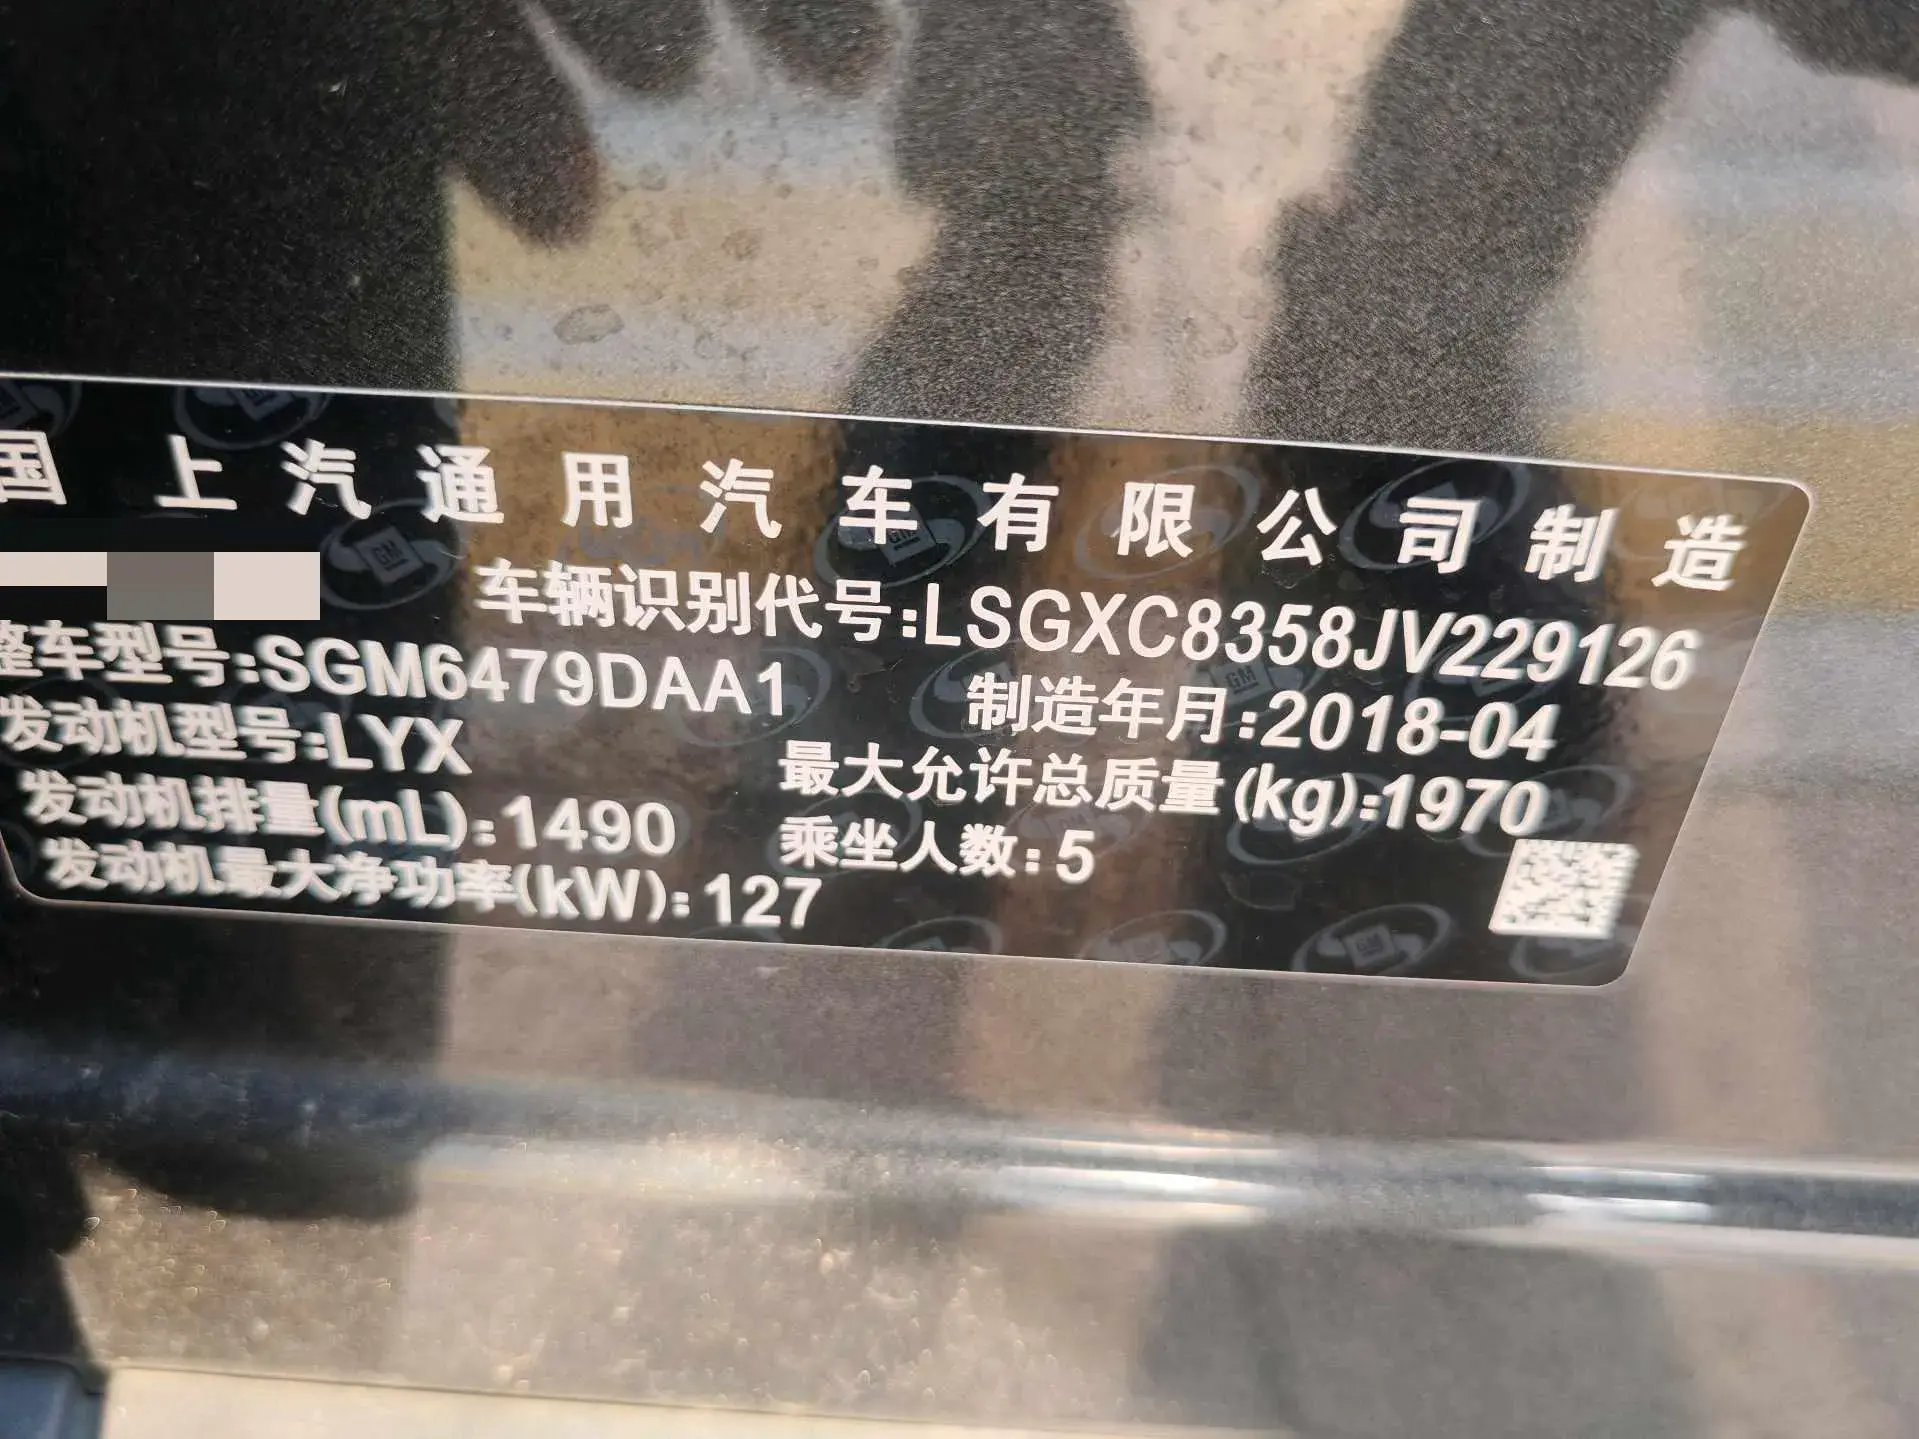 国上汽通用汽车有限公司制造
车辆识别代号:LSGXC8358JV229126
整车型号:SGM6479DAA1
制造年月:2018-04
发动机型号:LYX
最大允许总质量(kg):1970
发动机排量(mL):1490
乘坐人数:5
发动机最大净功率(kW):127
GM